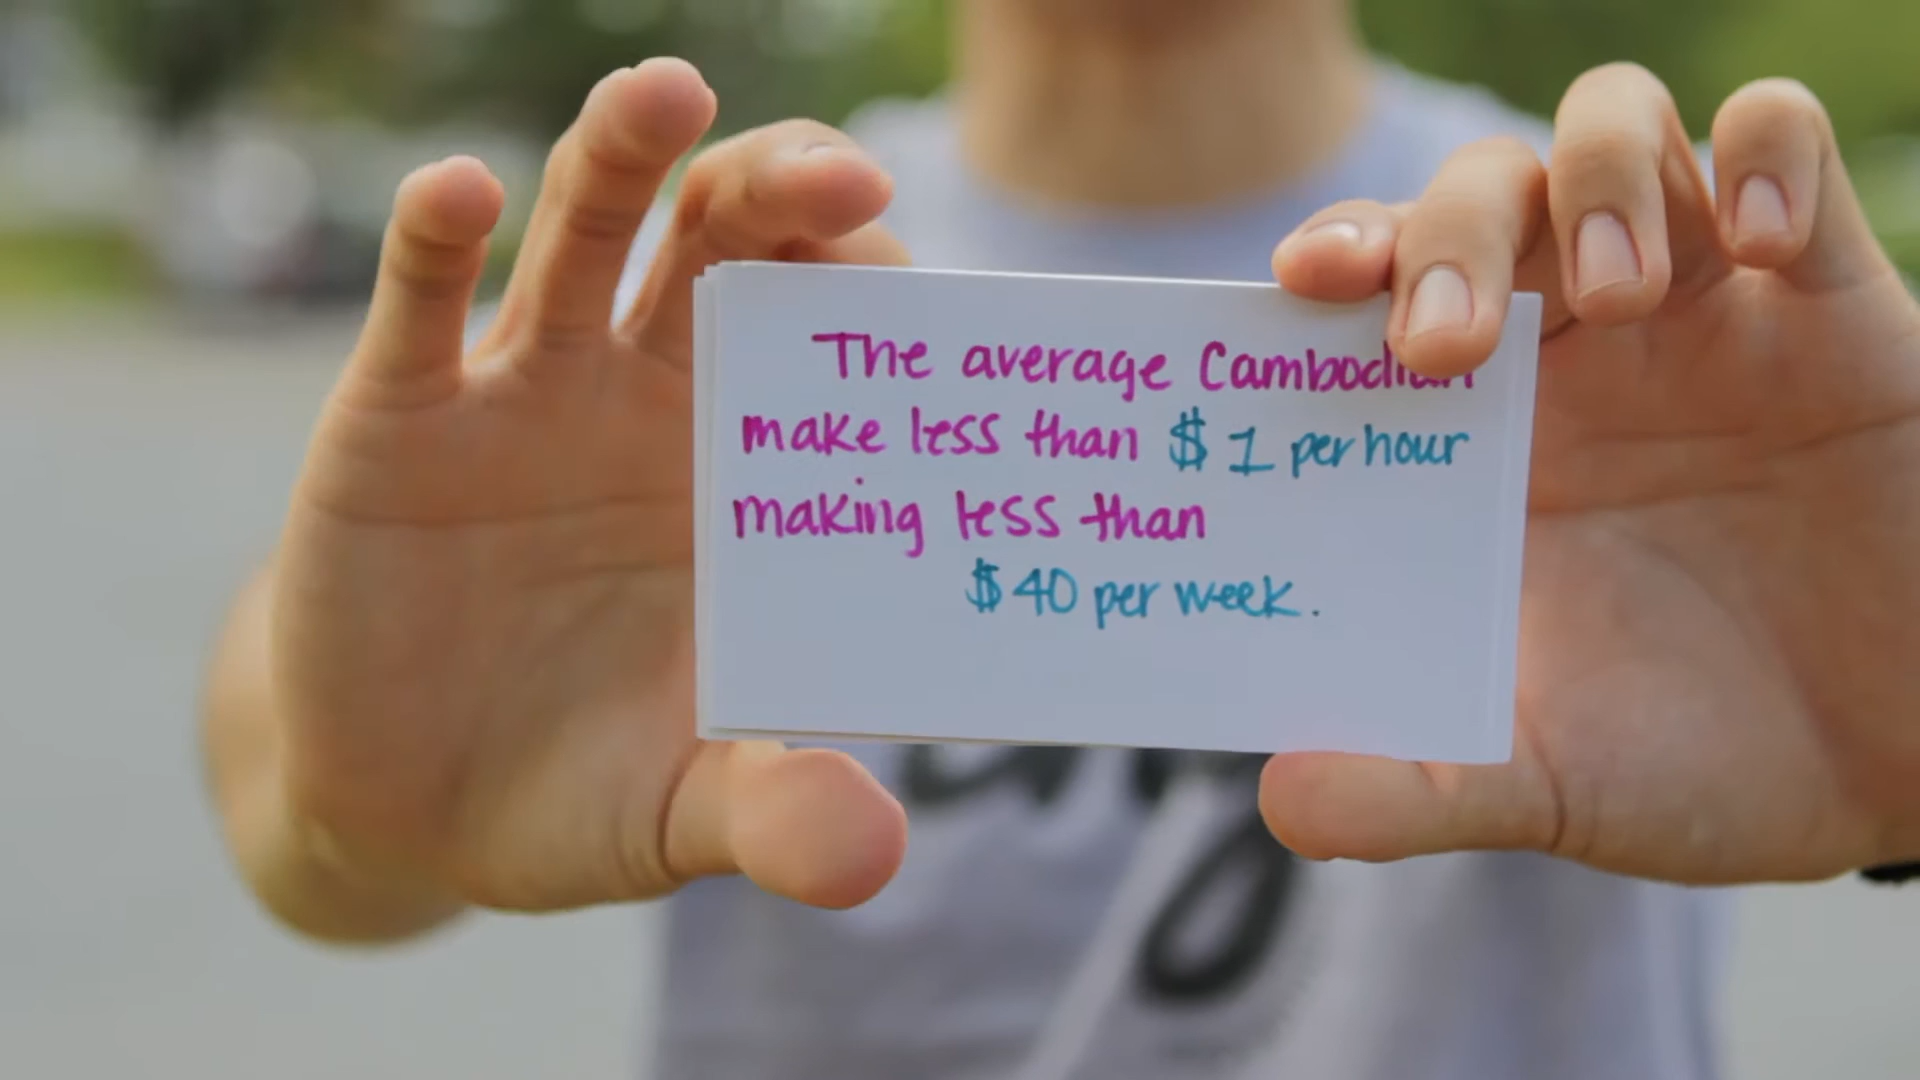 The average Cambodian
make less than $1 per hour
making less than
$40 per week.